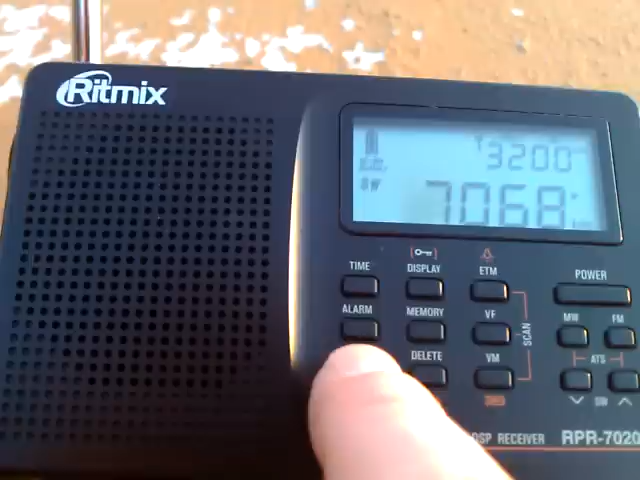 Ritmix
3200
SW
7068
TIME
DISPLAY
ETM
POWER
ALARM
MEMORY
VF
MW
FM
SCAN
DELETE
VM
ATS
SW
DSP RECEIVER
RPR-7020